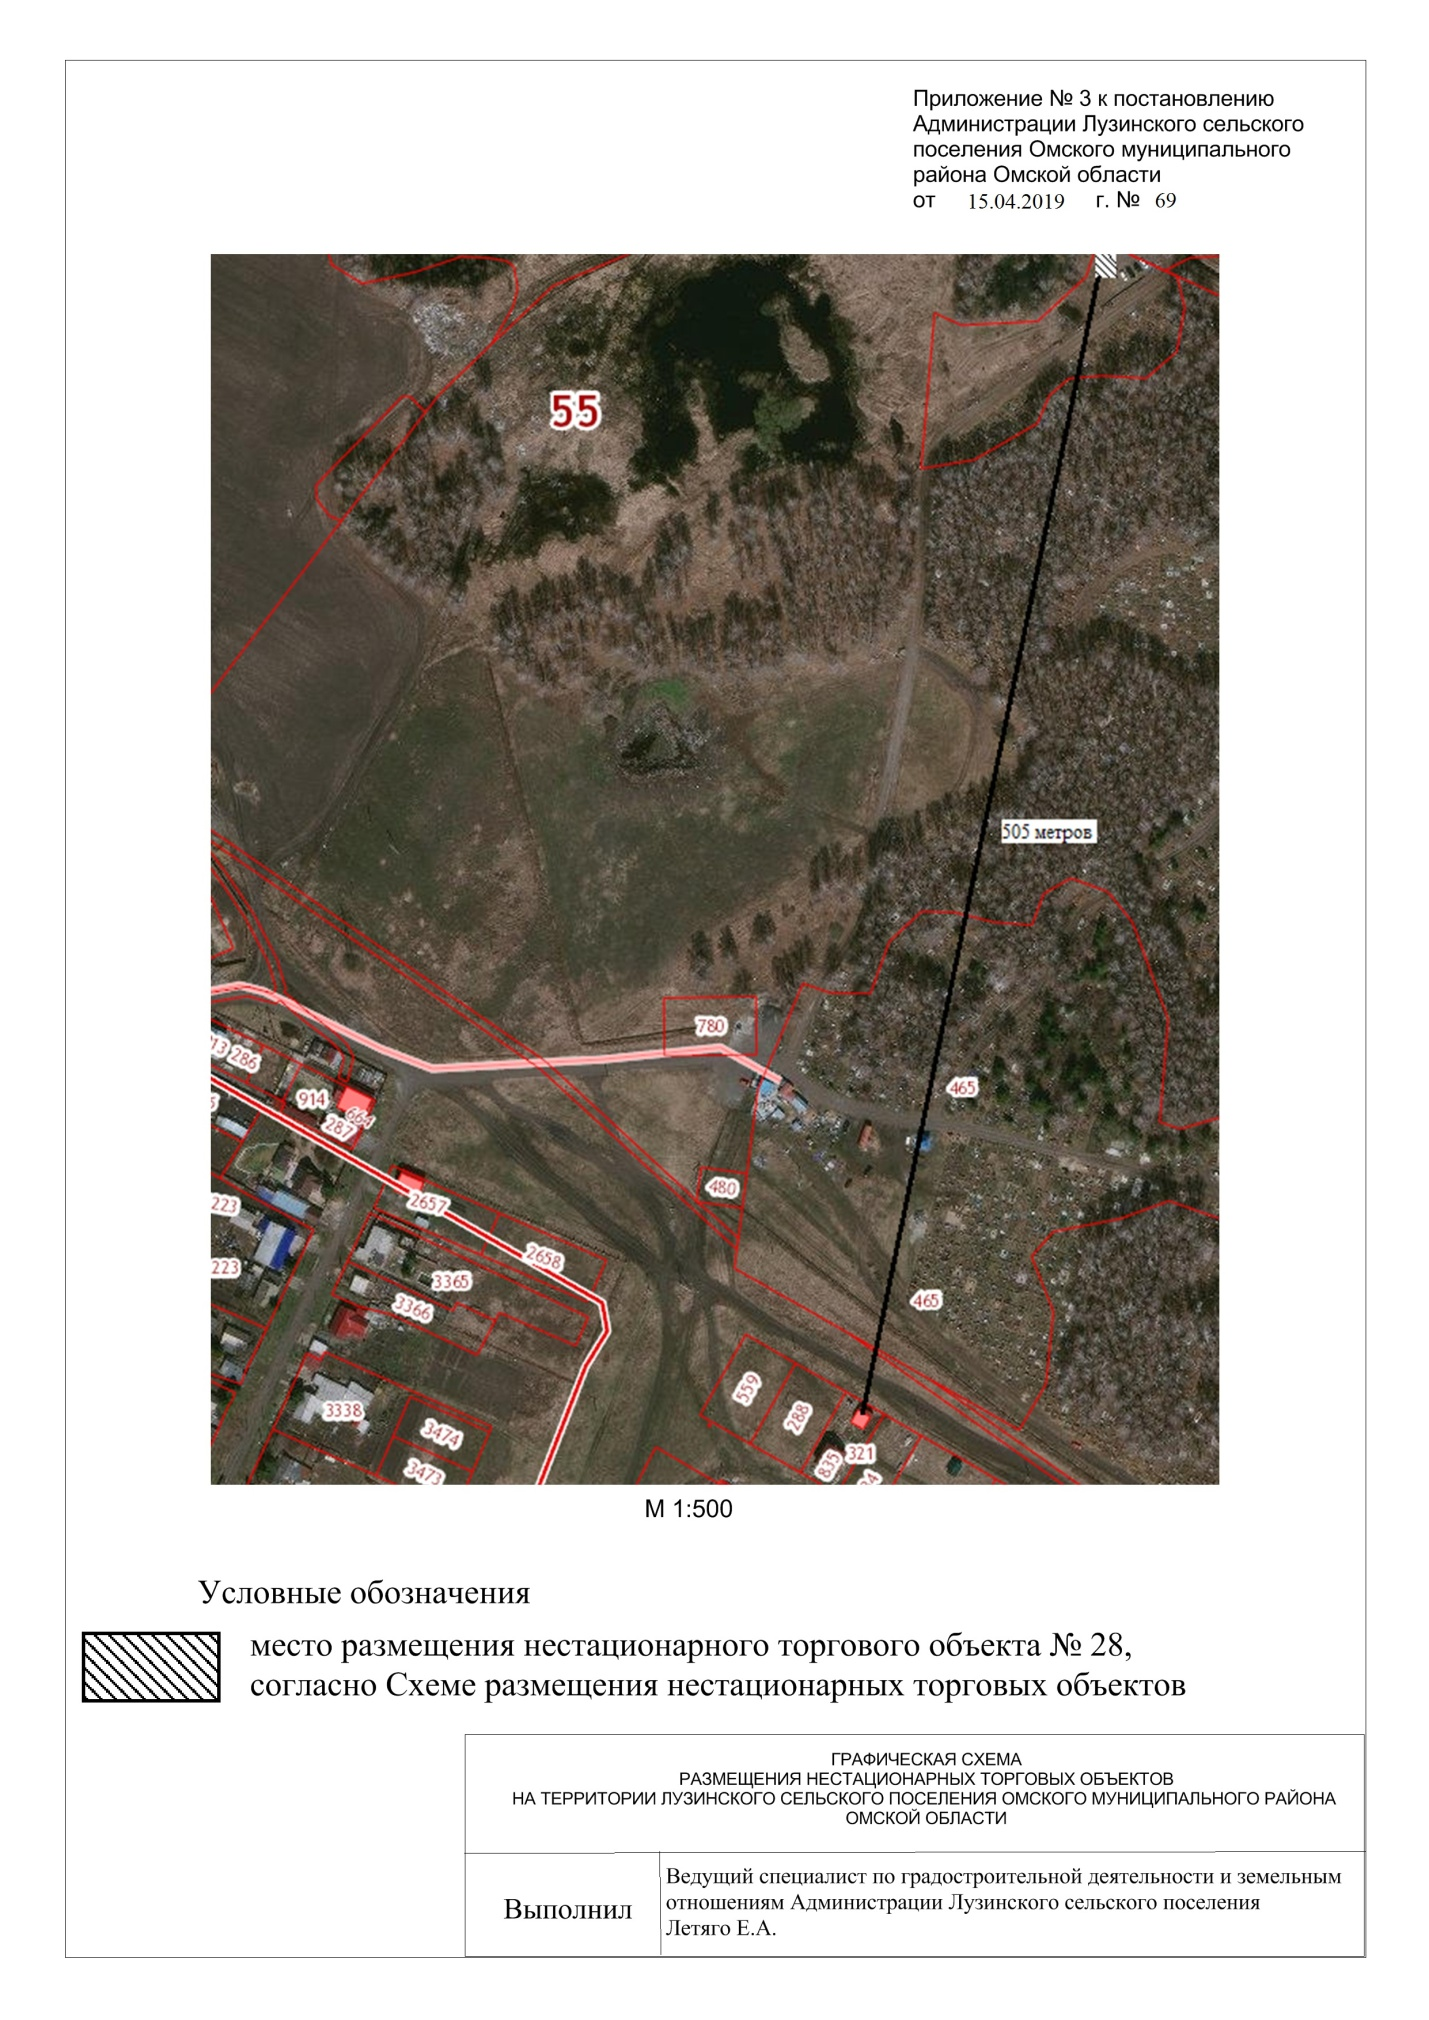 Приложение № 3 к постановлению
Администрации Лузинского сельского
поселения Омского муниципального
района Омской области
от 15.04.2019 г. № 69
55
505 метров
780
286
914
664
287
465
480
2657
223
2658
223
3365
3366
465
559
288
3338
3474
321
835
3473
М 1:500
Условные обозначения
место размещения нестационарного торгового объекта № 28,
согласно Схеме размещения нестационарных торговых объектов
ГРАФИЧЕСКАЯ СХЕМА
РАЗМЕЩЕНИЯ НЕСТАЦИОНАРНЫХ ТОРГОВЫХ ОБЪЕКТОВ
НА ТЕРРИТОРИИ ЛУЗИНСКОГО СЕЛЬСКОГО ПОСЕЛЕНИЯ ОМСКОГО МУНИЦИПАЛЬНОГО РАЙОНА
ОМСКОЙ ОБЛАСТИ
Выполнил
Ведущий специалист по градостроительной деятельности и земельным
отношениям Администрации Лузинского сельского поселения
Летяго Е.А.